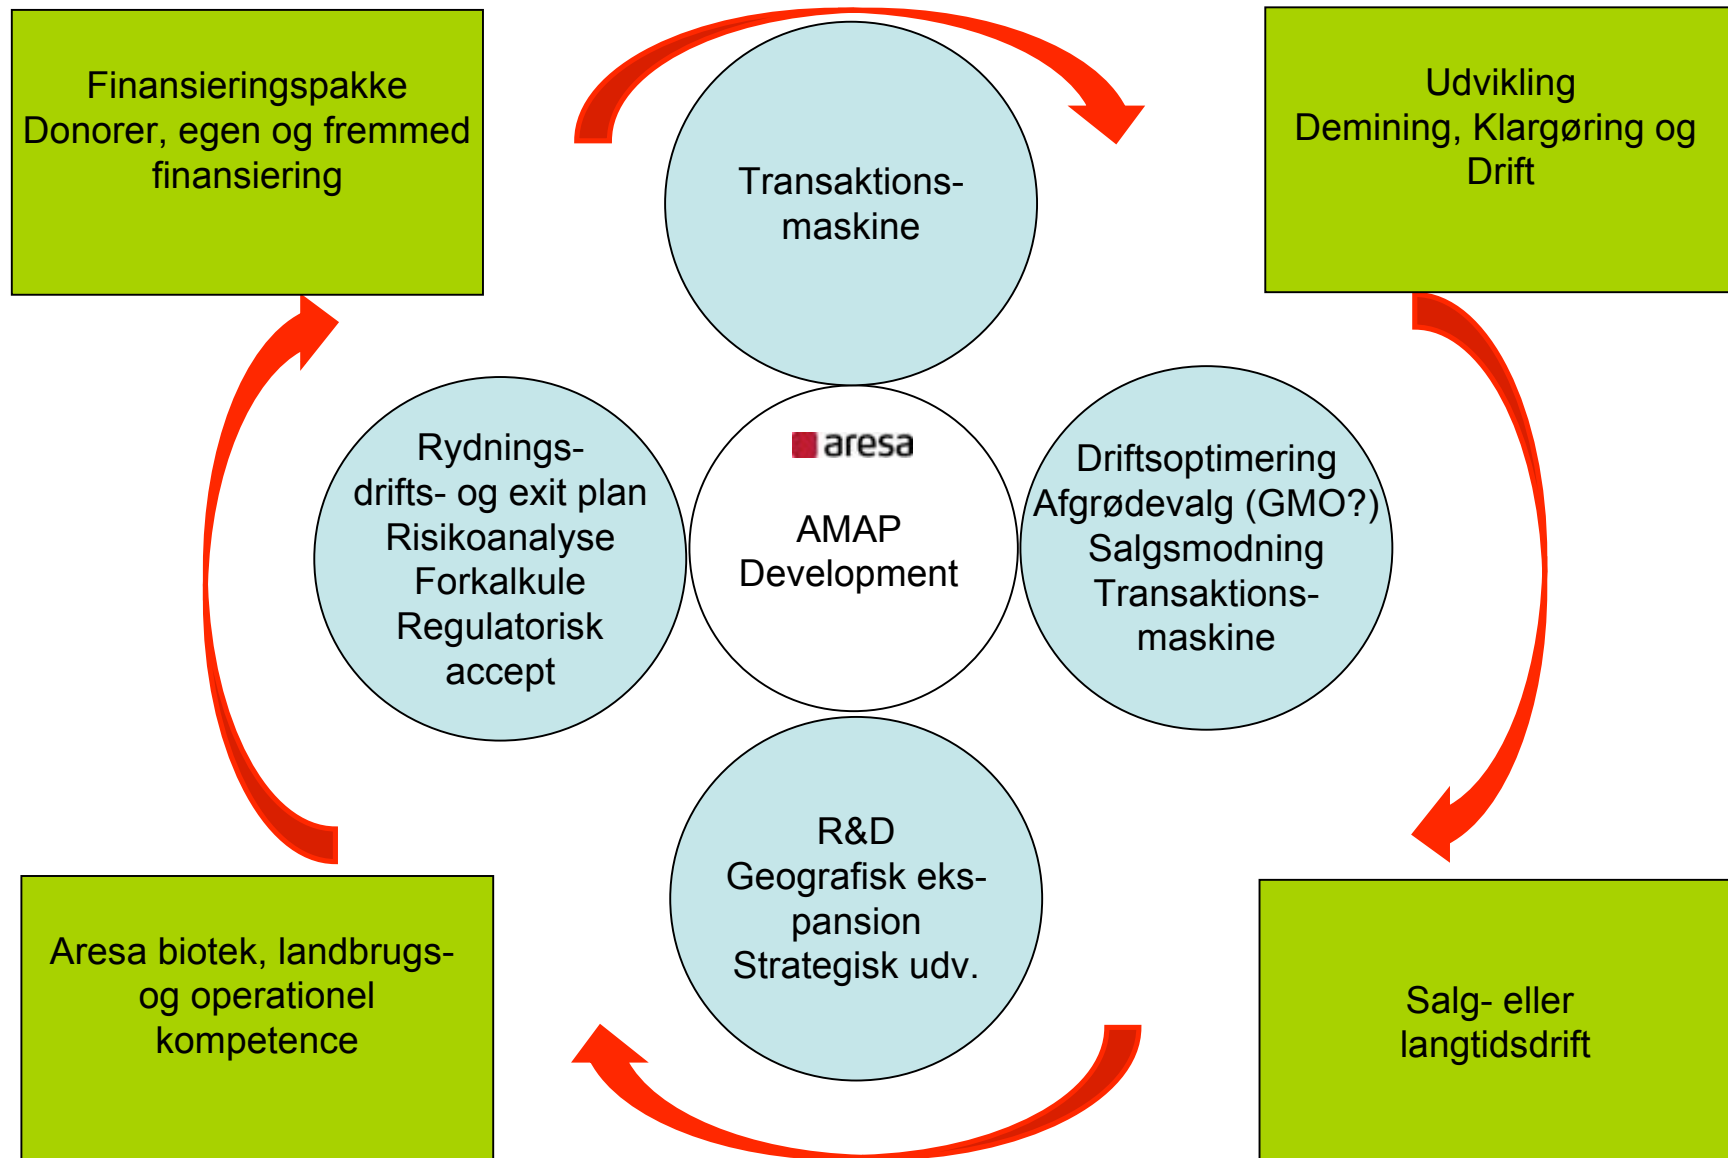 Finansieringspakke
Donorer, egen og fremmed
finansiering
Transaktions-
maskine
Udvikling
Demining, Klargøring og
Drift
Rydnings-
drifts- og exit plan
Risikoanalyse
Forkalkule
Regulatorisk
accept
aresa
AMAP
Development
Driftsoptimering
Afgrødevalg (GMO?)
Salgsmodning
Transaktions-
maskine
R&D
Geografisk eks-
pansion
Strategisk udv.
Aresa biotek, landbrugs-
og operationel
kompetence
Salg- eller
langtidsdrift